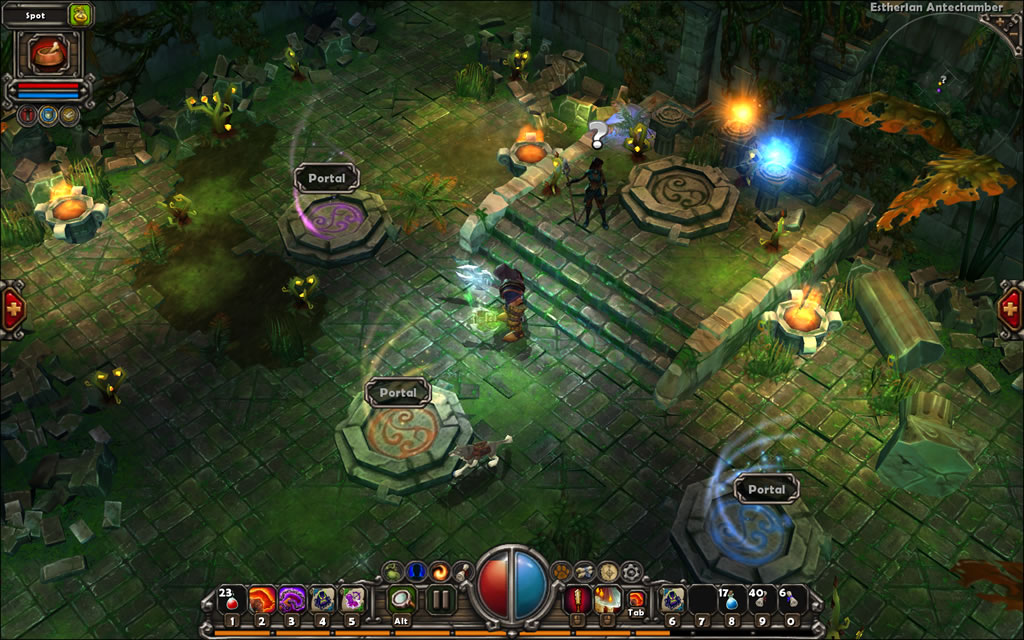 Spot
Estherian Antechamber
?
?
Portal
Portal
Portal
23
17
40
6
Alt
Tab
1 2 3 4 5 6 7 8 9 0